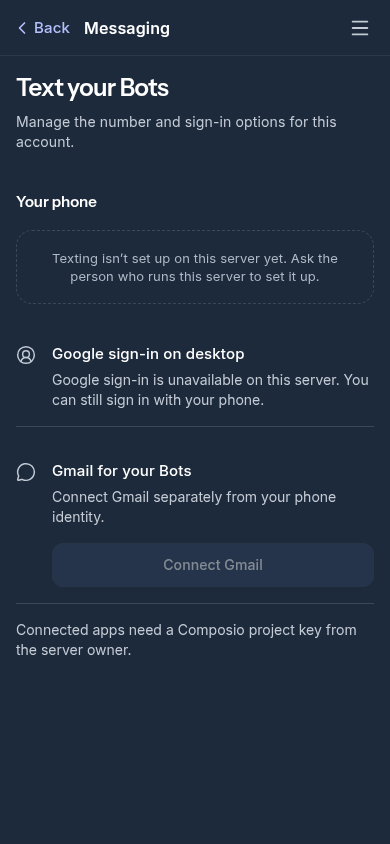 Back Messaging
Text your Bots
Manage the number and sign-in options for this
account.
Your phone
Texting isn’t set up on this server yet. Ask the
person who runs this server to set it up.
Google sign-in on desktop
Google sign-in is unavailable on this server. You
can still sign in with your phone.
Gmail for your Bots
Connect Gmail separately from your phone
identity.
Connect Gmail
Connected apps need a Composio project key from
the server owner.